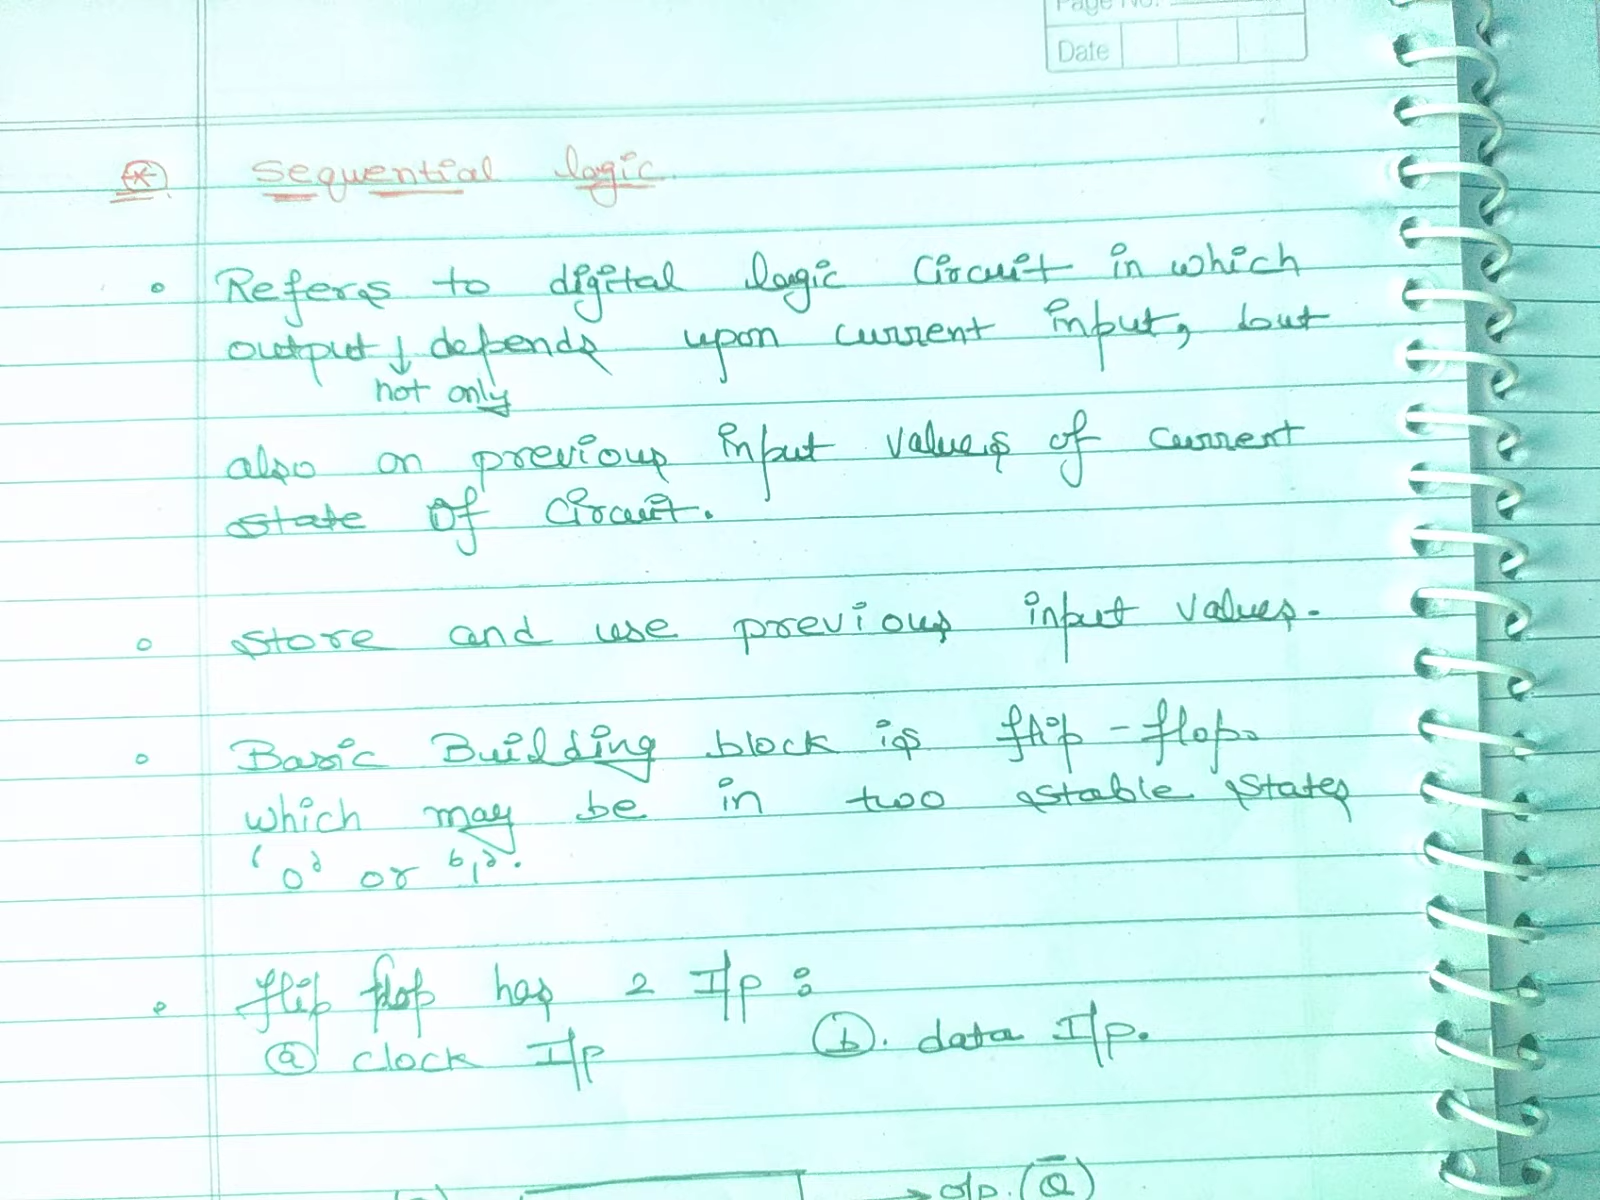 Page No.
Date
Sequential logic.
Refers to digital logic Circuit in which
output ↓ depends upon current input, but
not only
also on previous input values of current
state of Circuit.
store and use previous input values.
Basic Building block is flip-flop.
which may be in two stable states
'0' or '1'.
flip flop has 2 I/p :
(a) clock I/p (b). data I/p.
→ o/p. (Q̅)